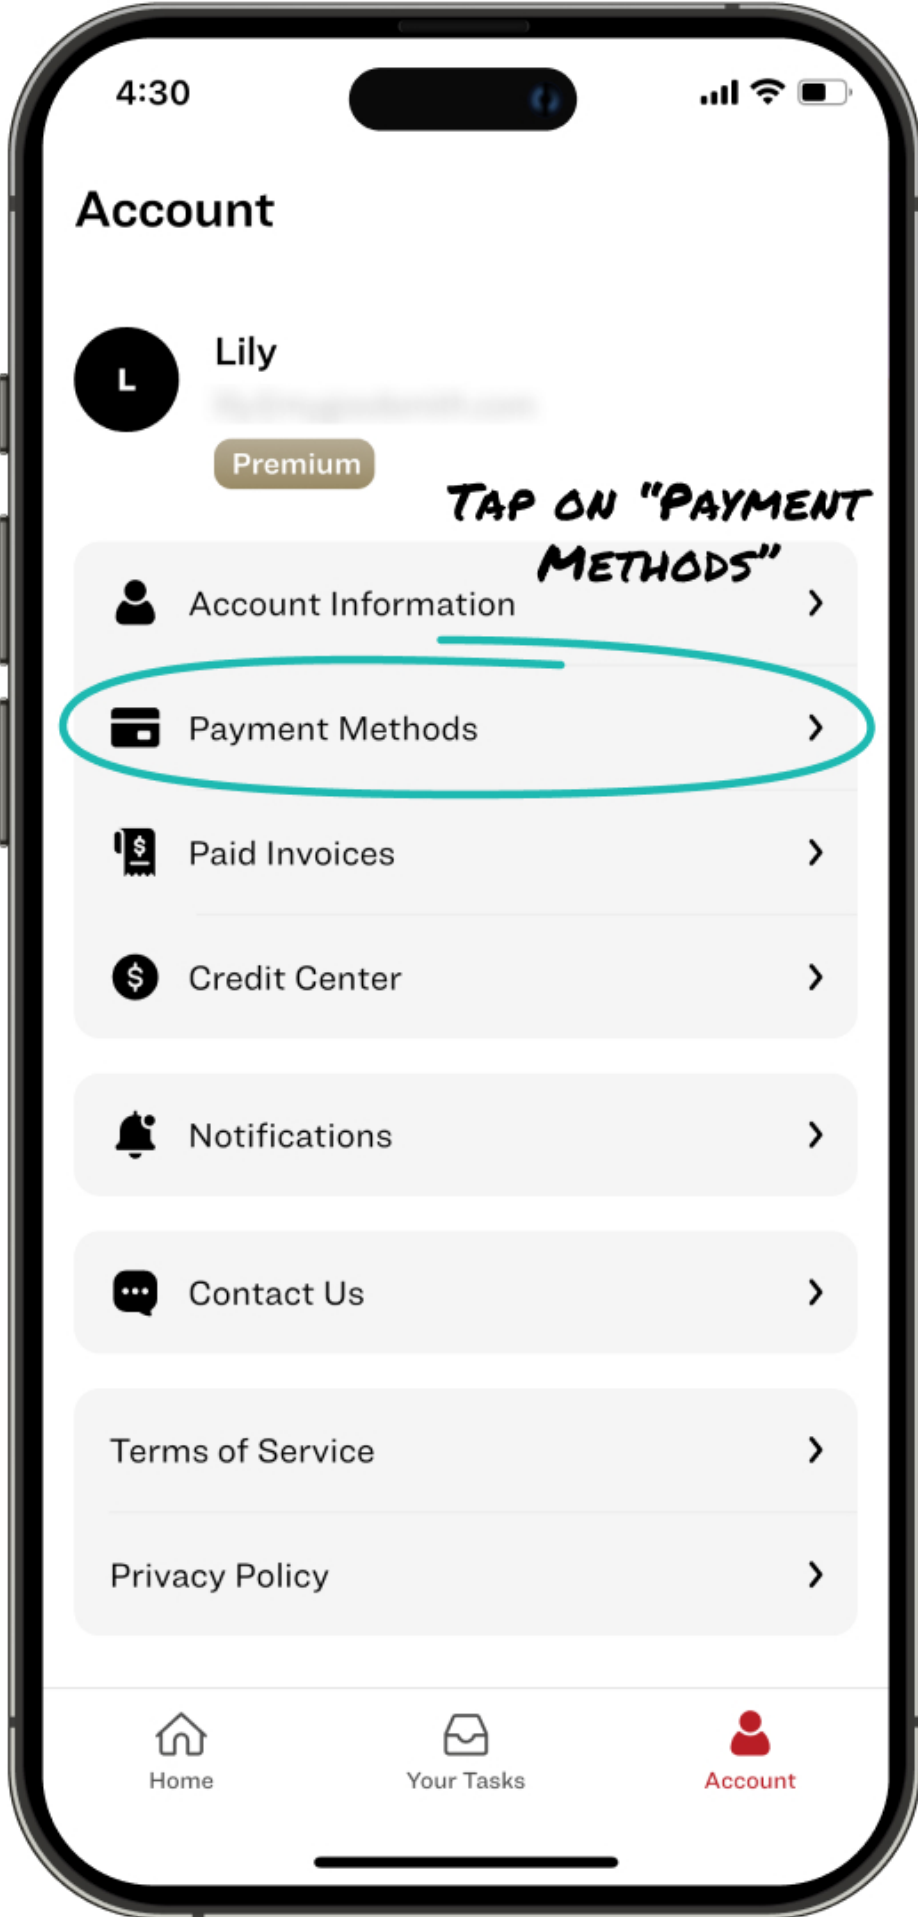 4:30
Account
L
Lily
Premium
TAP ON "PAYMENT
METHODS"
Account Information
Payment Methods
$
Paid Invoices
$
Credit Center
Notifications
Contact Us
Terms of Service
Privacy Policy
Home
Your Tasks
Account